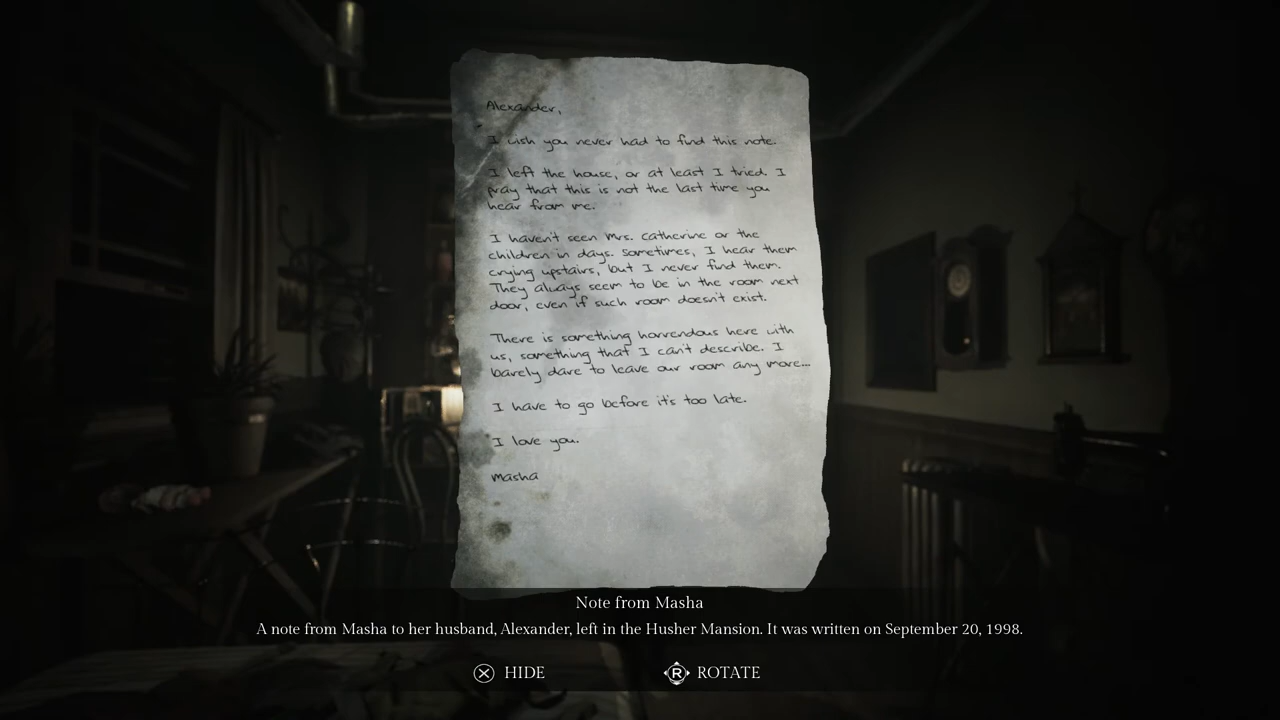 Alexander,
I wish you never had to find this note.
I left the house, or at least I tried. I
pray that this is not the last time you
hear from me.
I haven't seen Mrs. Catherine or the
children in days. Sometimes, I hear them
crying upstairs, but I never find them.
They always seem to be in the room next
door, even if such room doesn't exist.
There is something horrendous here with
us, something that I can't describe. I
barely dare to leave our room any more...
I have to go before it's too late.
I love you.
Masha
Note from Masha
A note from Masha to her husband, Alexander, left in the Husher Mansion. It was written on September 20, 1998.
HIDE
R ROTATE